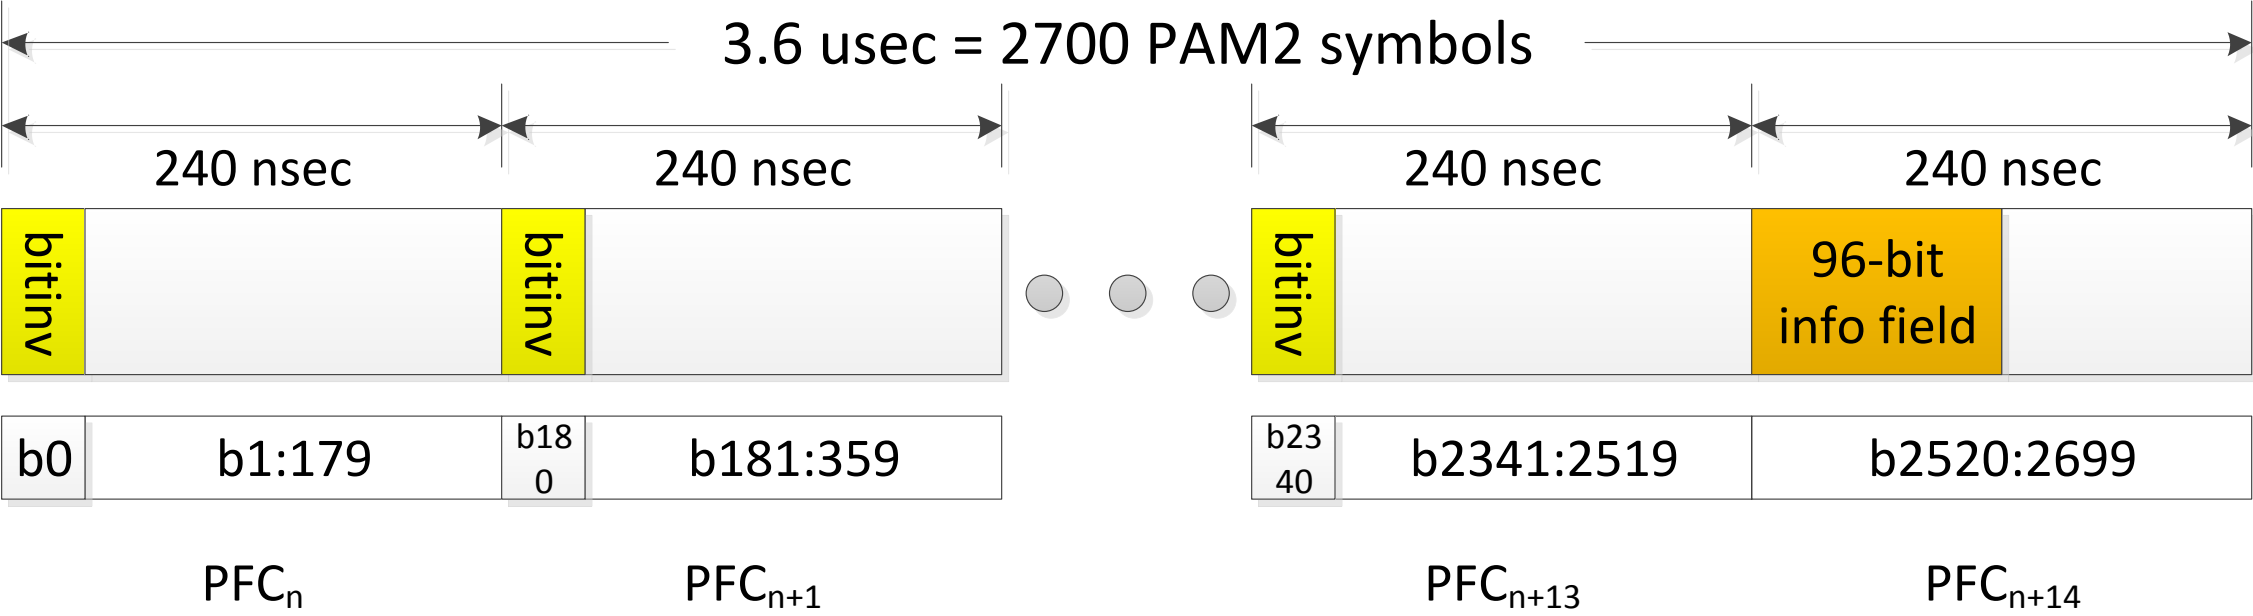 3.6 usec = 2700 PAM2 symbols
240 nsec 240 nsec 240 nsec 240 nsec
bitinv bitinv bitinv 96-bit
info field
b0 b1:179 b18
0 b181:359 b23
40 b2341:2519 b2520:2699
PFCn PFCn+1 PFCn+13 PFCn+14